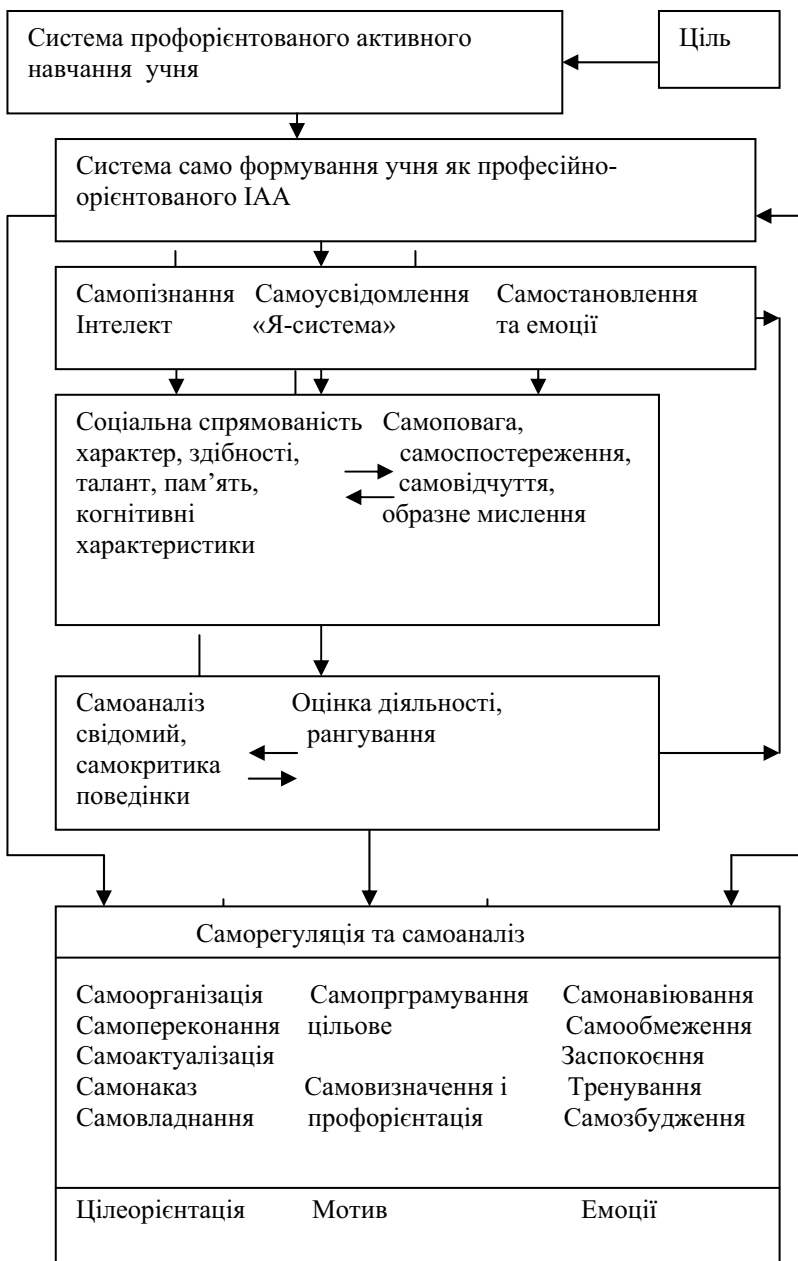 Система профорієнтованого активного
навчання учня
Ціль
Система само формування учня як професійно-
орієнтованого ІАА
Самопізнання Самоусвідомлення Самостановлення
Інтелект «Я-система» та емоції
Соціальна спрямованість Самоповага,
характер, здібності, самоспостереження,
талант, пам’ять, самовідчуття,
когнітивні образне мислення
характеристики
Самоаналіз Оцінка діяльності,
свідомий, рангування
самокритика
поведінки
Саморегуляція та самоаналіз
Самоорганізація Самопрграмування Самонавіювання
Самопереконання цільове Самообмеження
Самоактуалізація Заспокоєння
Самонаказ Самовизначення і Тренування
Самовладнання профорієнтація Самозбудження
Цілеорієнтація Мотив Емоції